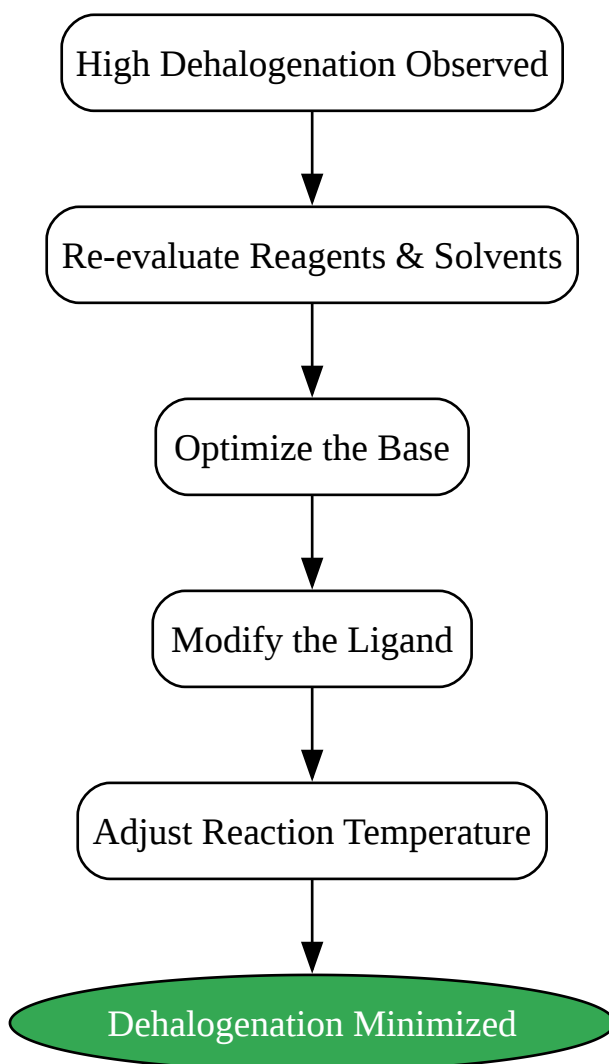 High Dehalogenation Observed
Re-evaluate Reagents & Solvents
Optimize the Base
Modify the Ligand
Adjust Reaction Temperature
Dehalogenation Minimized